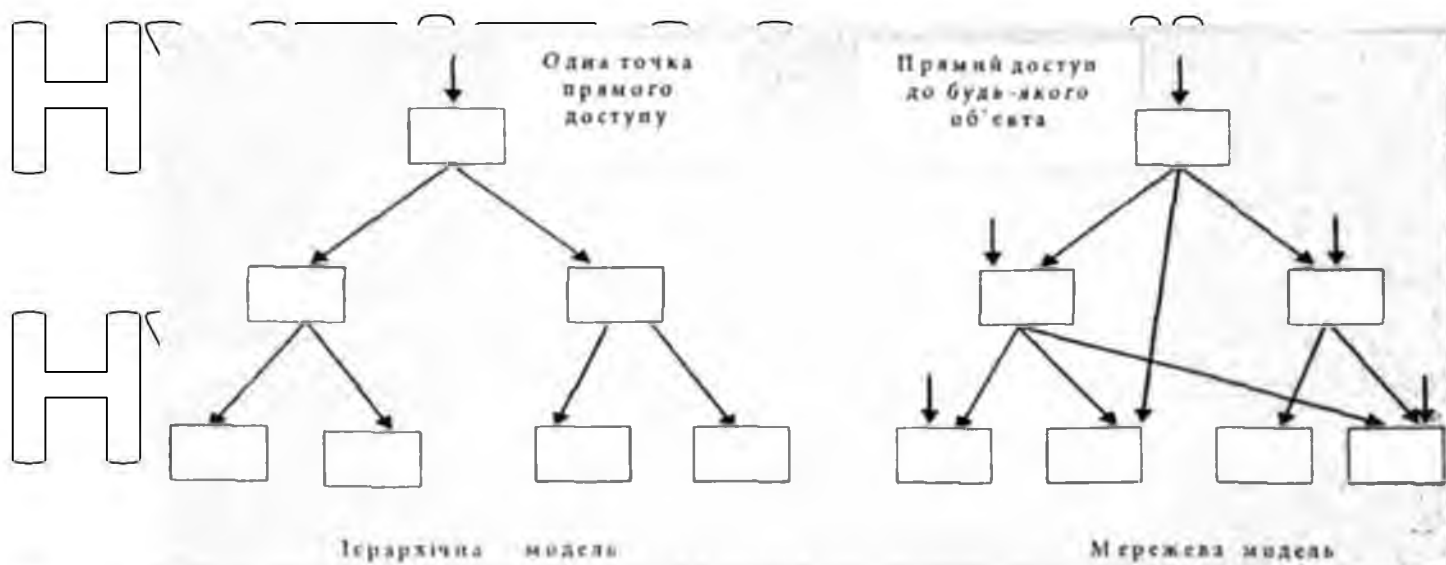 Одна точка
прямого
доступу
Прямий доступ
до будь-якого
об'єкта
Ієрархічна модель
Мережева модель